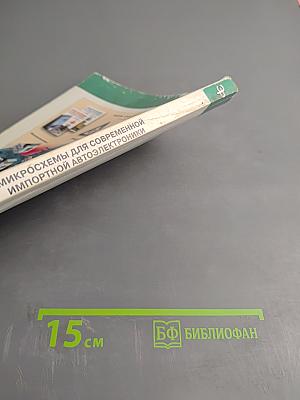 МИКРОСХЕМЫ ДЛЯ СОВРЕМЕННОЙ
ИМПОРТНОЙ АВТОЭЛЕКТРОНИКИ
15 см
БФ БИБЛИОФАН